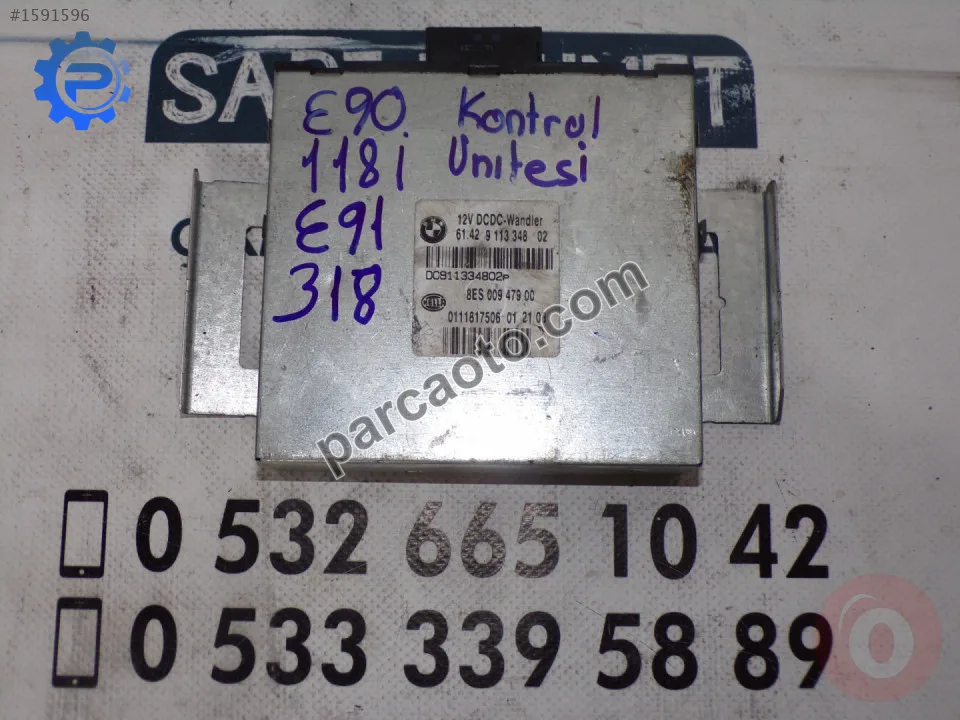 #1591596
E90 Kontrol
118i Unitesi
E91
318
12V DCDC-Wandler
61.42 9 113 348 02
DC911334802P
8ES 009 479 00
HELLA
0111817506 01 21 0
parcaoto.com
0 532 665 10 42
0 533 339 58 89